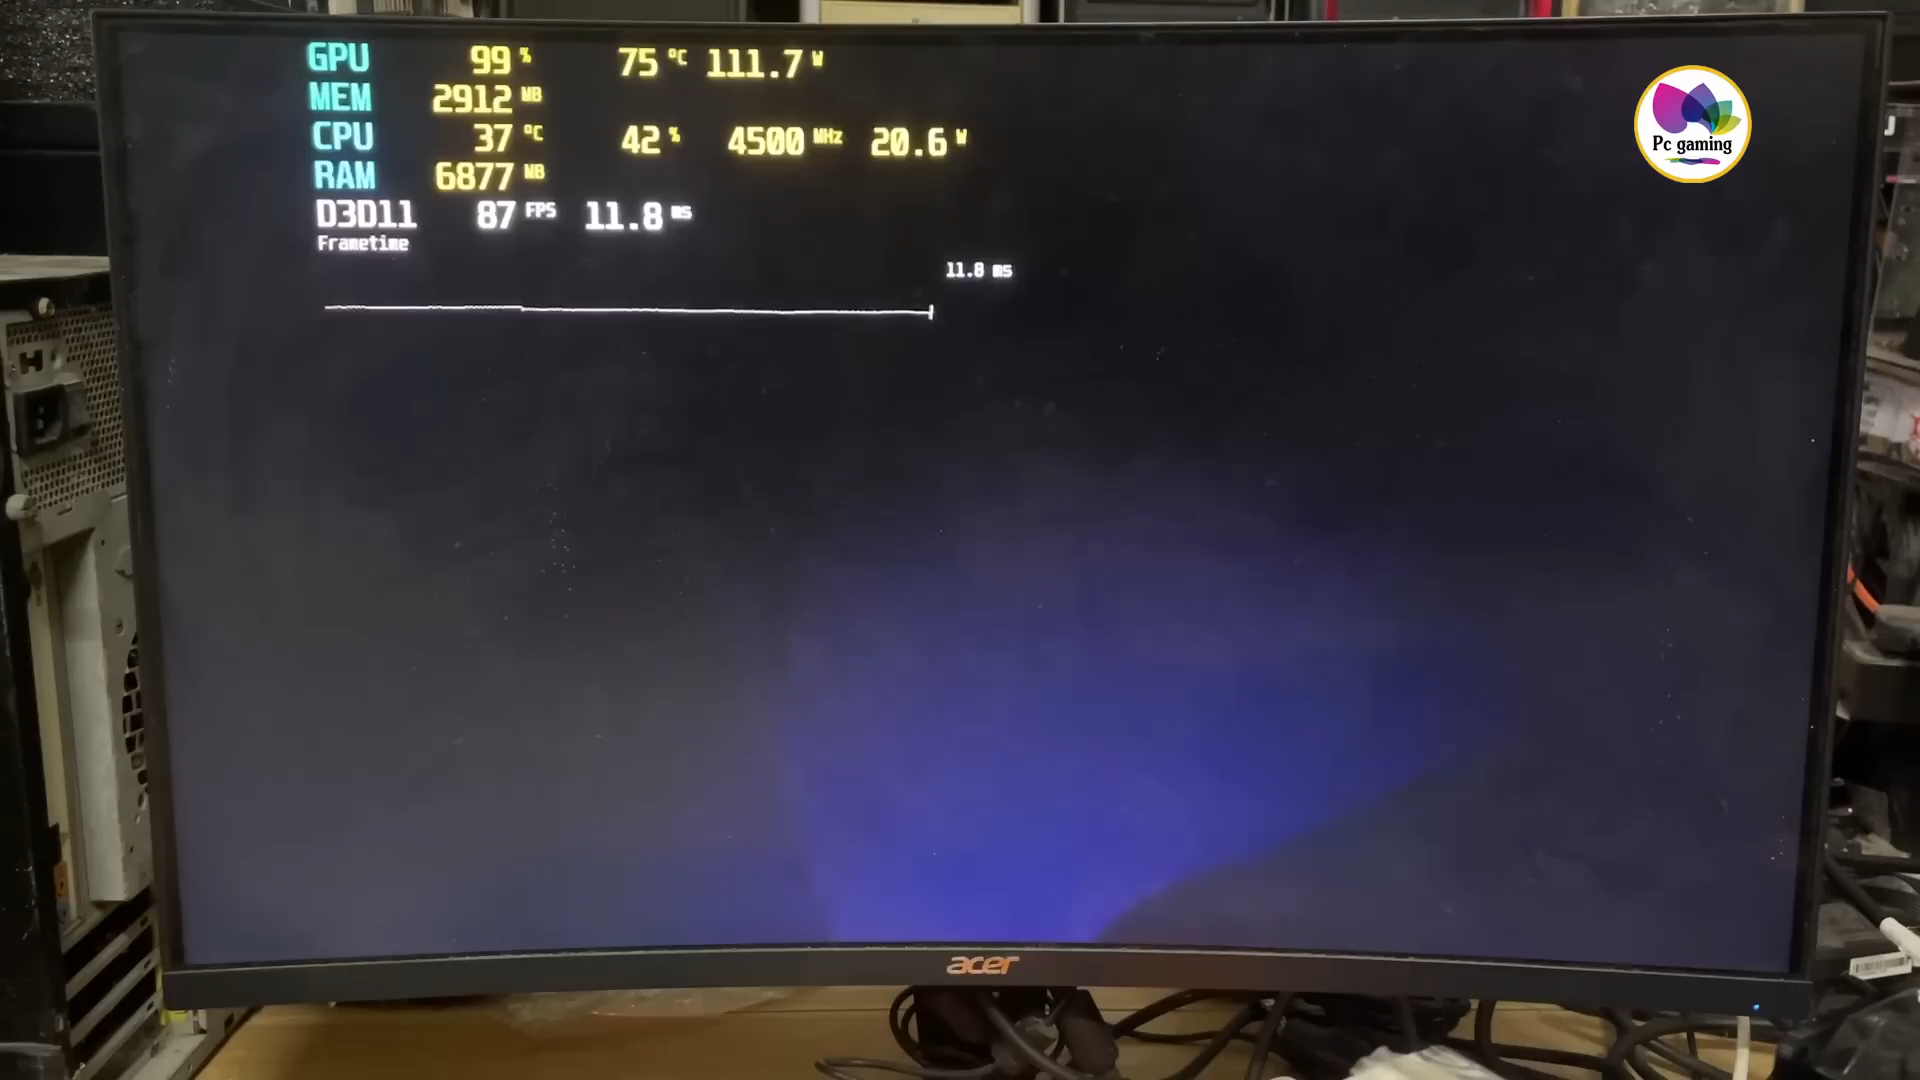 GPU 99 % 75 °C 111.7 W
MEM 2912 MB
CPU 37 °C 42 % 4500 MHz 20.6 W
RAM 6877 MB
D3D11 87 FPS 11.8 ms
Frametime
11.8 ms
Pc gaming
acer